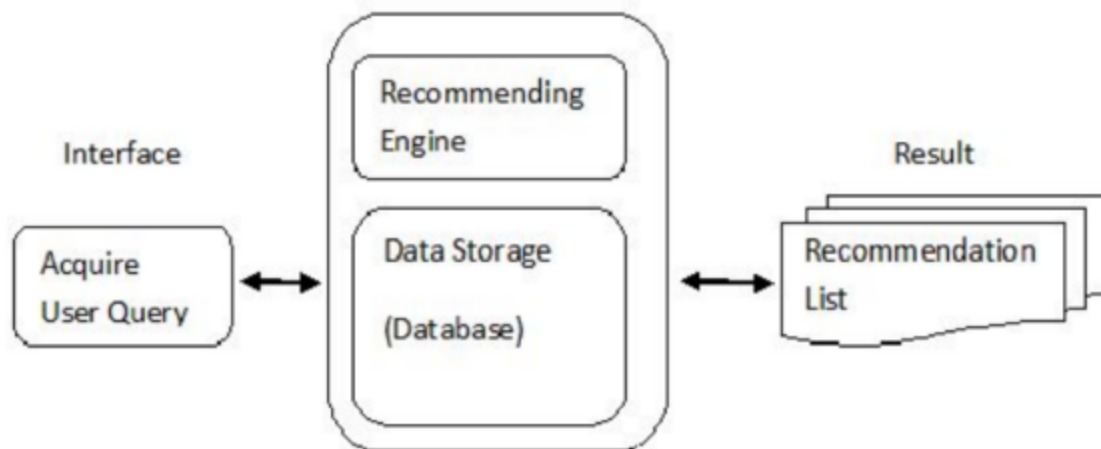 Interface
Acquire
User Query
Recommending
Engine
Data Storage
(Database)
Result
Recommendation
List